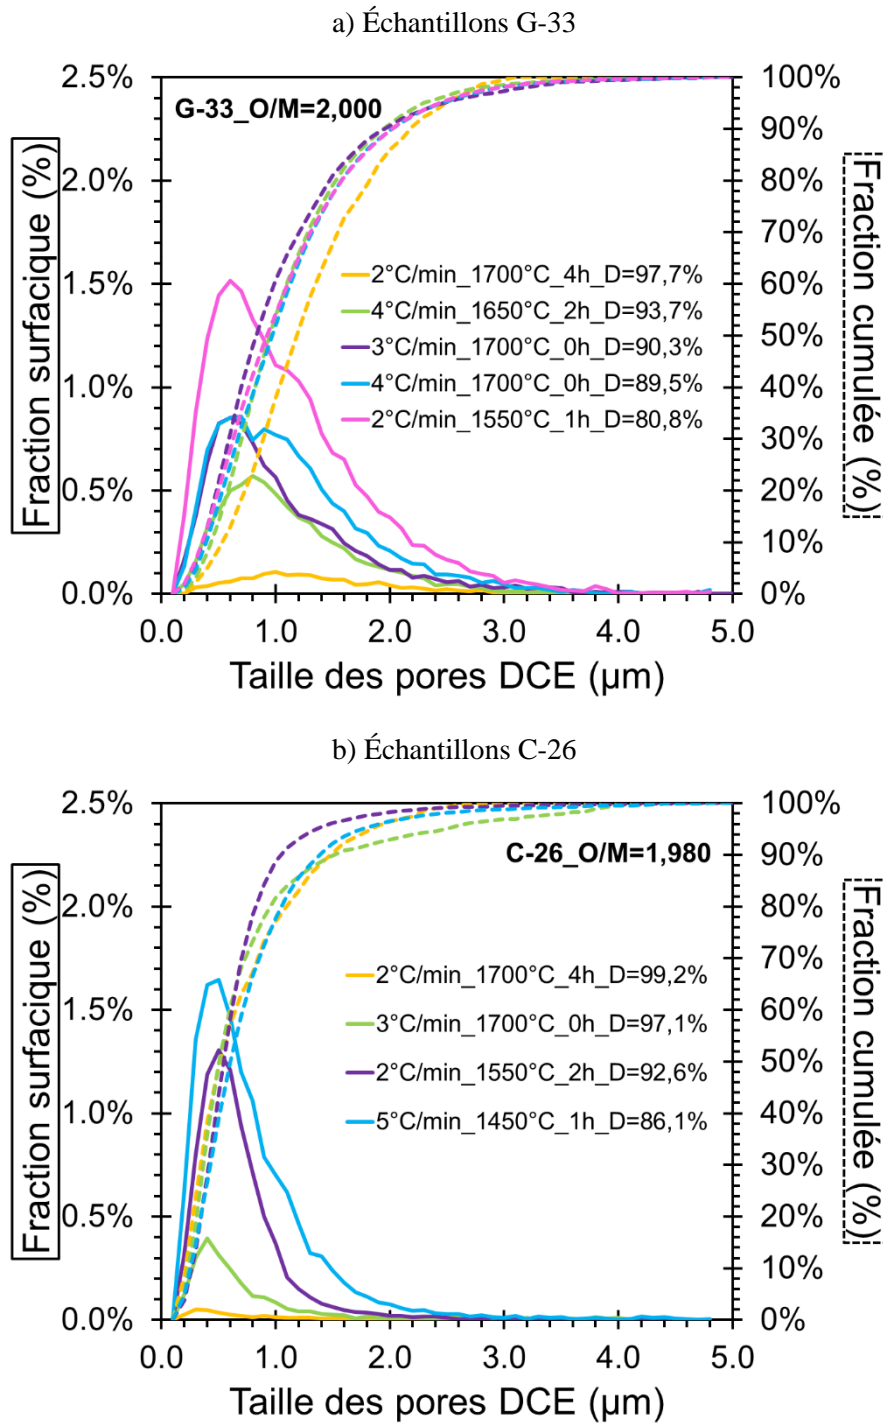 a) Échantillons G-33
G-33_O/M=2,000
2.5%
2.0%
1.5%
1.0%
0.5%
0.0%
Fraction surfacique (%)
2°C/min_1700°C_4h_D=97,7%
4°C/min_1650°C_2h_D=93,7%
3°C/min_1700°C_0h_D=90,3%
4°C/min_1700°C_0h_D=89,5%
2°C/min_1550°C_1h_D=80,8%
100%
90%
80%
70%
60%
50%
40%
30%
20%
10%
0%
Fraction cumulée (%)
0.0 1.0 2.0 3.0 4.0 5.0
Taille des pores DCE (µm)
b) Échantillons C-26
C-26_O/M=1,980
2.5%
2.0%
1.5%
1.0%
0.5%
0.0%
Fraction surfacique (%)
2°C/min_1700°C_4h_D=99,2%
3°C/min_1700°C_0h_D=97,1%
2°C/min_1550°C_2h_D=92,6%
5°C/min_1450°C_1h_D=86,1%
100%
90%
80%
70%
60%
50%
40%
30%
20%
10%
0%
Fraction cumulée (%)
0.0 1.0 2.0 3.0 4.0 5.0
Taille des pores DCE (µm)